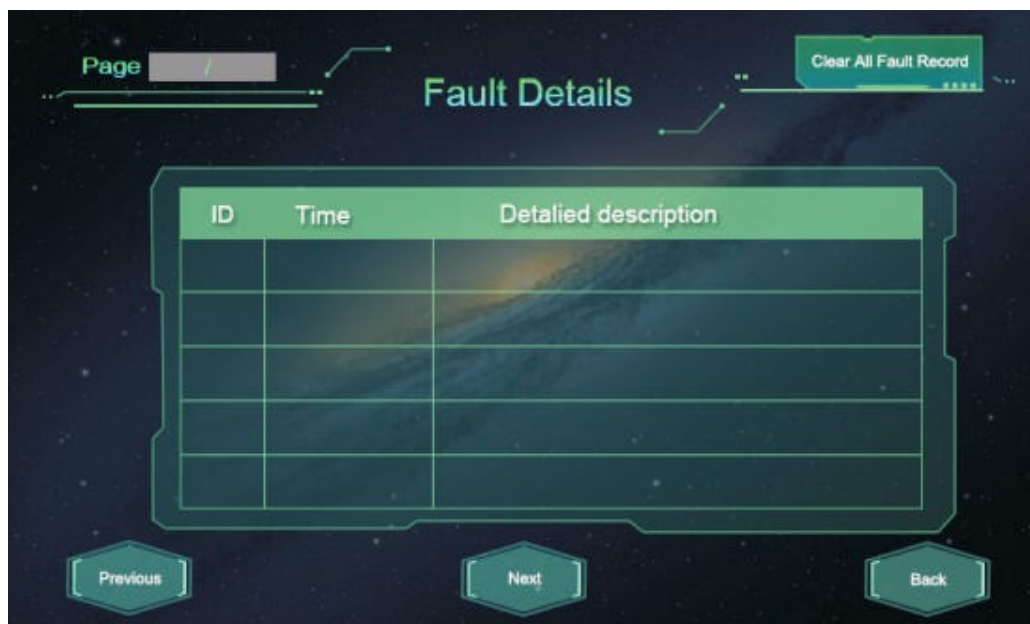 Page /
Clear All Fault Record
Fault Details
ID Time Detalied description
Previous Next Back